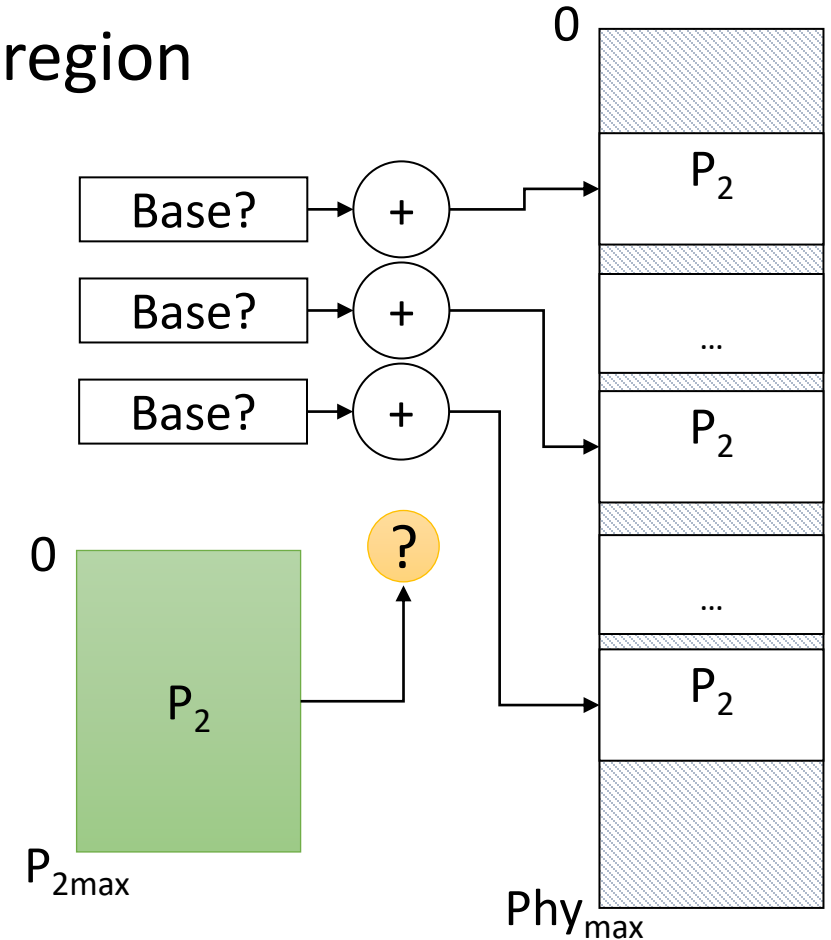 region
0
P2
Base?
+
Base?
+
...
Base?
+
P2
?
0
...
P2
P2
P2max
Phymax